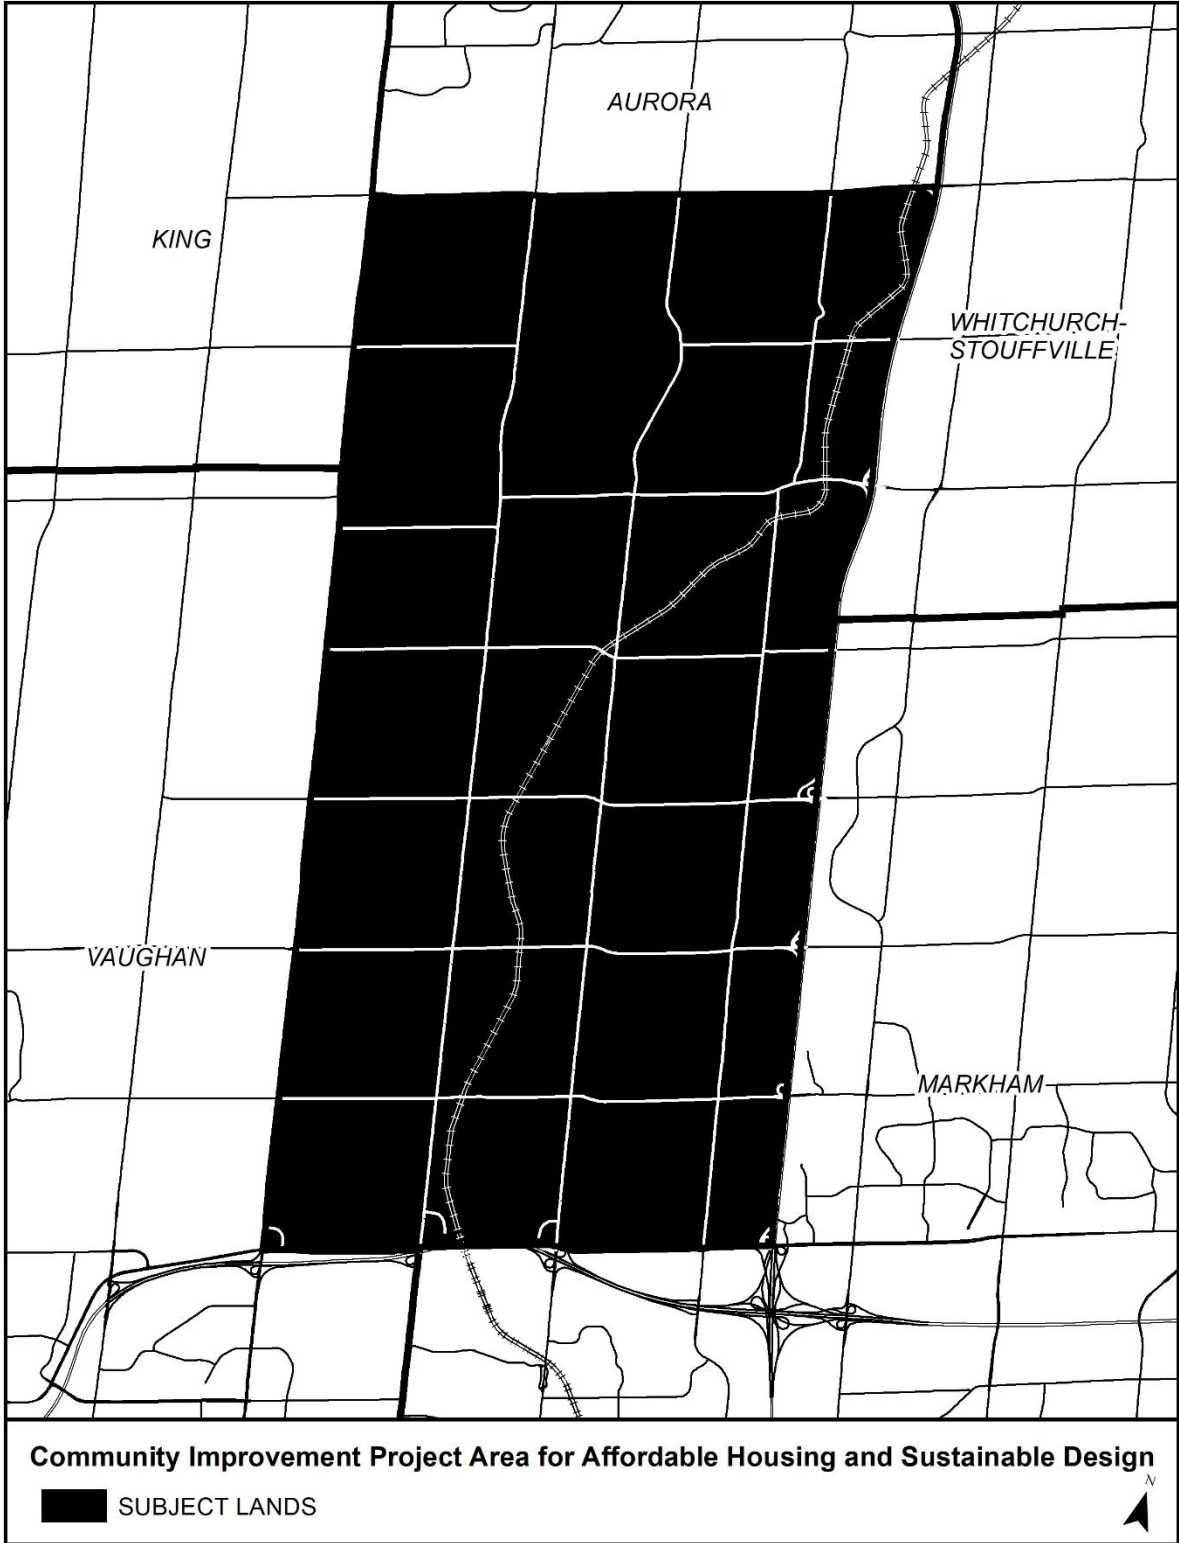 AURORA
KING
WHITCHURCH-
STOUFFVILLE
VAUGHAN
MARKHAM
Community Improvement Project Area for Affordable Housing and Sustainable Design
SUBJECT LANDS
N